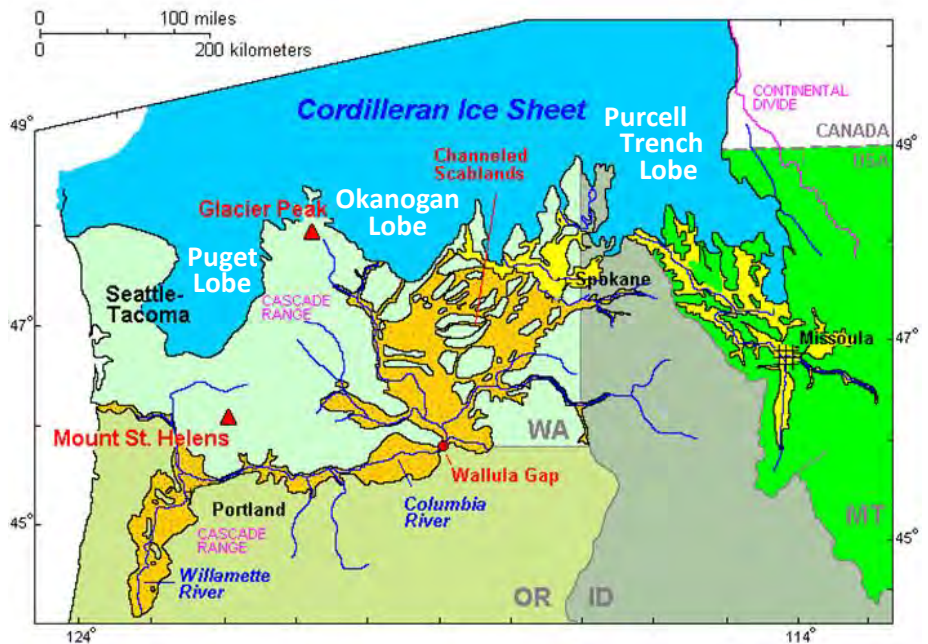 0 100 miles
0 200 kilometers
Cordilleran Ice Sheet
Purcell
Trench
Lobe
CONTINENTAL
DIVIDE
CANADA
USA
49°
49°
Channeled
Scablands
Okanogan
Lobe
Glacier Peak
Puget
Lobe
Seattle-
Tacoma
CASCADE
RANGE
Spokane
47°
47°
Missoula
Mount St. Helens
WA
Wallula Gap
Columbia
River
Portland
CASCADE
RANGE
Willamette
River
45°
45°
MT
OR
ID
124°
114°